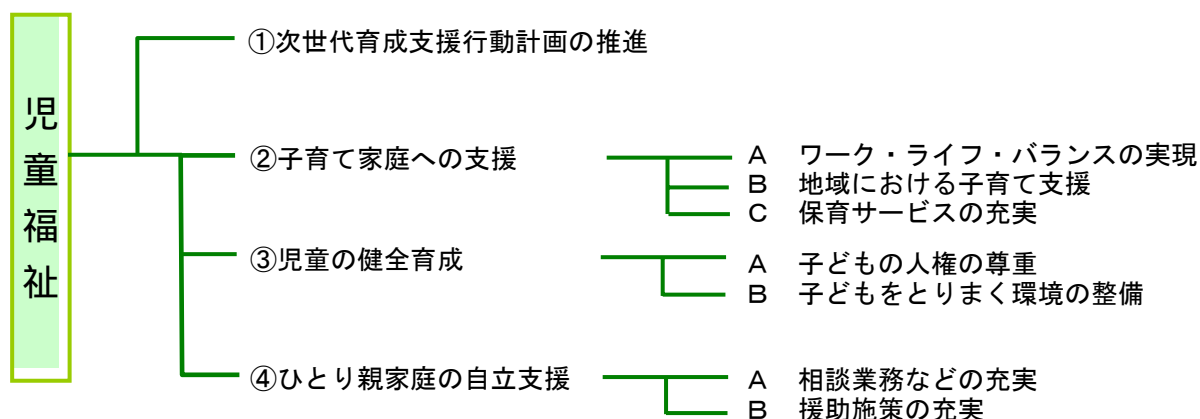 児童福祉
①次世代育成支援行動計画の推進
②子育て家庭への支援
A ワーク・ライフ・バランスの実現
B 地域における子育て支援
C 保育サービスの充実
③児童の健全育成
A 子どもの人権の尊重
B 子どもをとりまく環境の整備
④ひとり親家庭の自立支援
A 相談業務などの充実
B 援助施策の充実